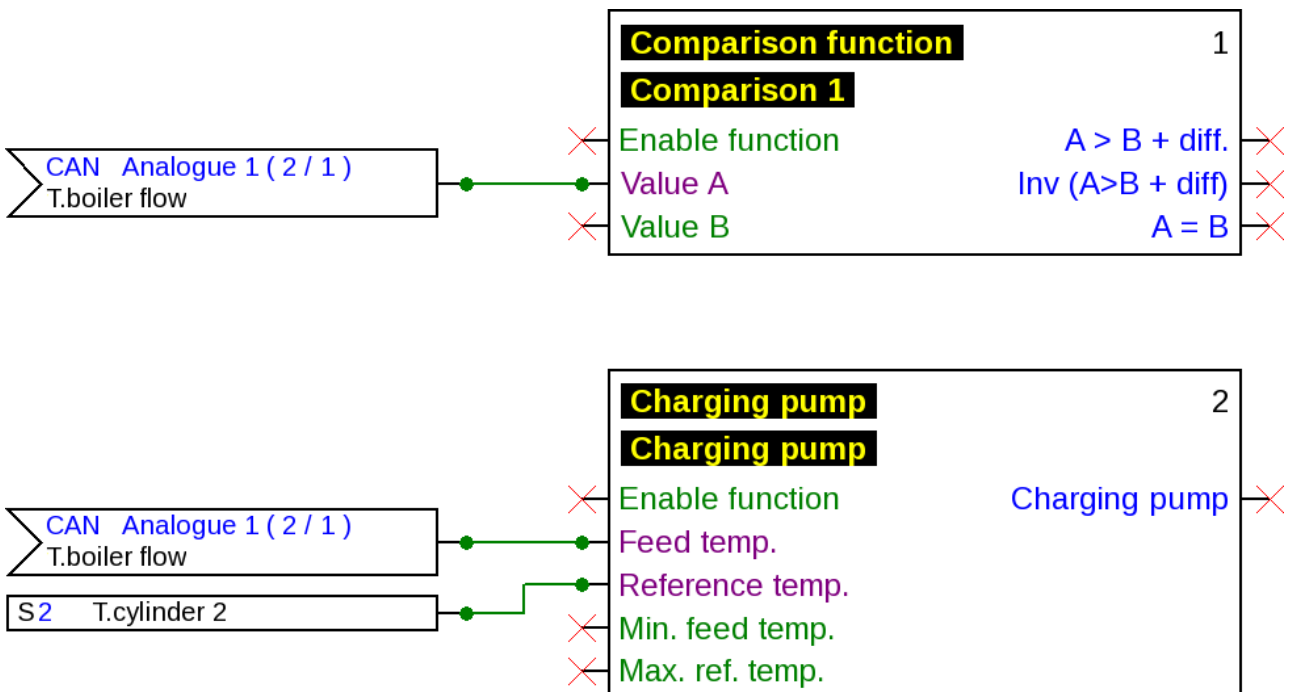 Comparison function 1
Comparison 1
Enable function A > B + diff.
CAN Analogue 1 ( 2 / 1 )
T.boiler flow
Value A Inv (A>B + diff)
Value B A = B
Charging pump 2
Charging pump
Enable function Charging pump
CAN Analogue 1 ( 2 / 1 )
T.boiler flow
Feed temp.
Reference temp.
S2 T.cylinder 2
Min. feed temp.
Max. ref. temp.